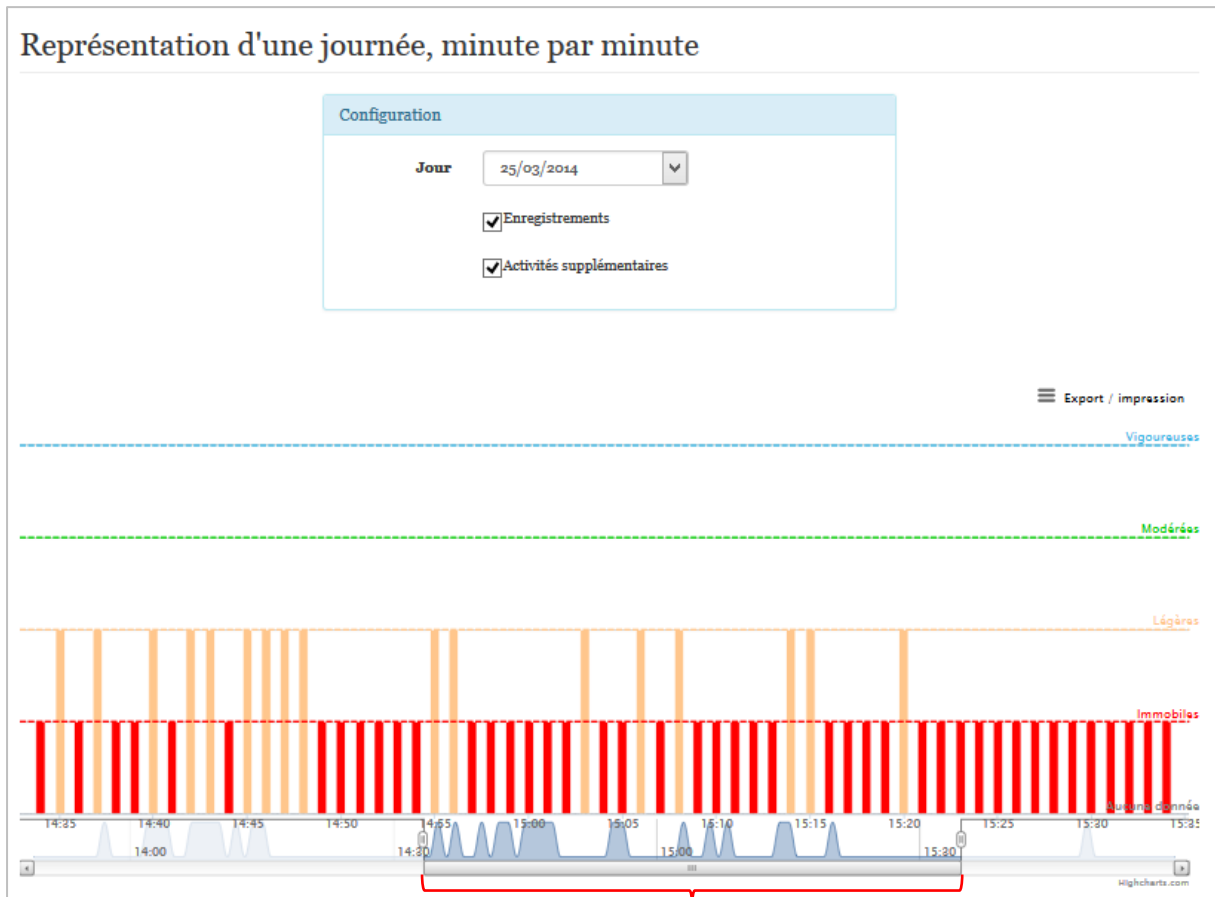 Représentation d'une journée, minute par minute
Configuration
Jour
25/03/2014
Enregistrements
Activités supplémentaires
Export / impression
Vigoureuses
Modérées
Légères
Immobiles
Aucune donnée
14:35 14:40 14:45 14:50 14:55 15:00 15:05 15:10 15:15 15:20 15:25 15:30 15:35
14:00 14:30 15:00 15:30
Highcharts.com